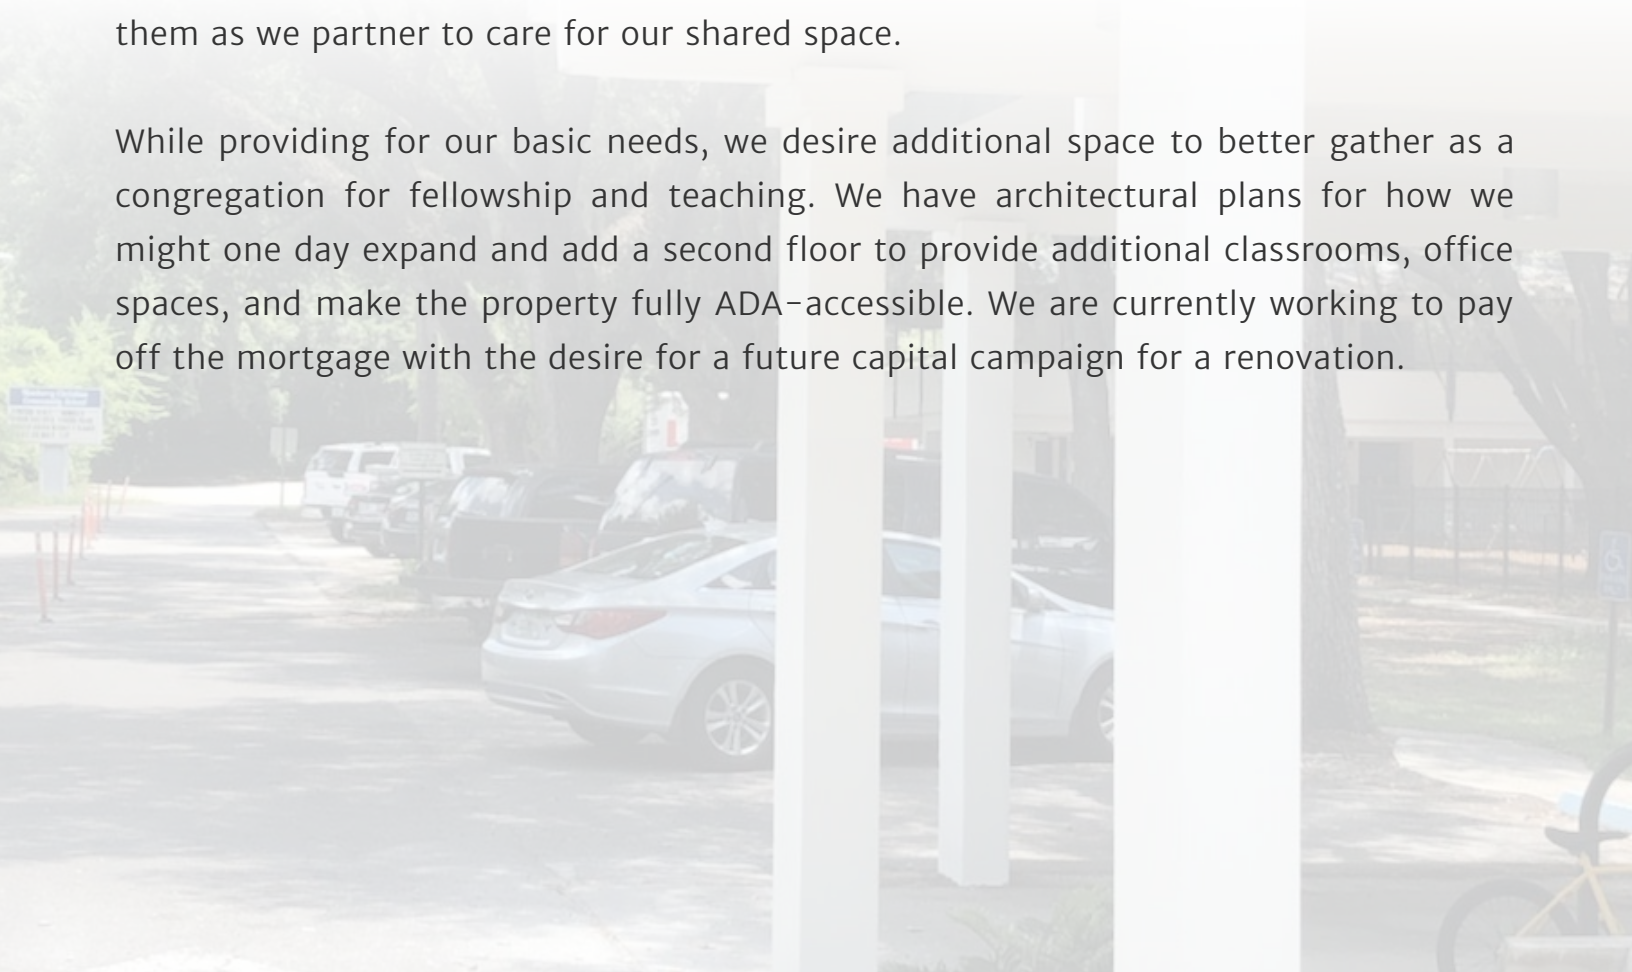 them as we partner to care for our shared space.
While providing for our basic needs, we desire additional space to better gather as a
congregation for fellowship and teaching. We have architectural plans for how we
might one day expand and add a second floor to provide additional classrooms, office
spaces, and make the property fully ADA-accessible. We are currently working to pay
off the mortgage with the desire for a future capital campaign for a renovation.